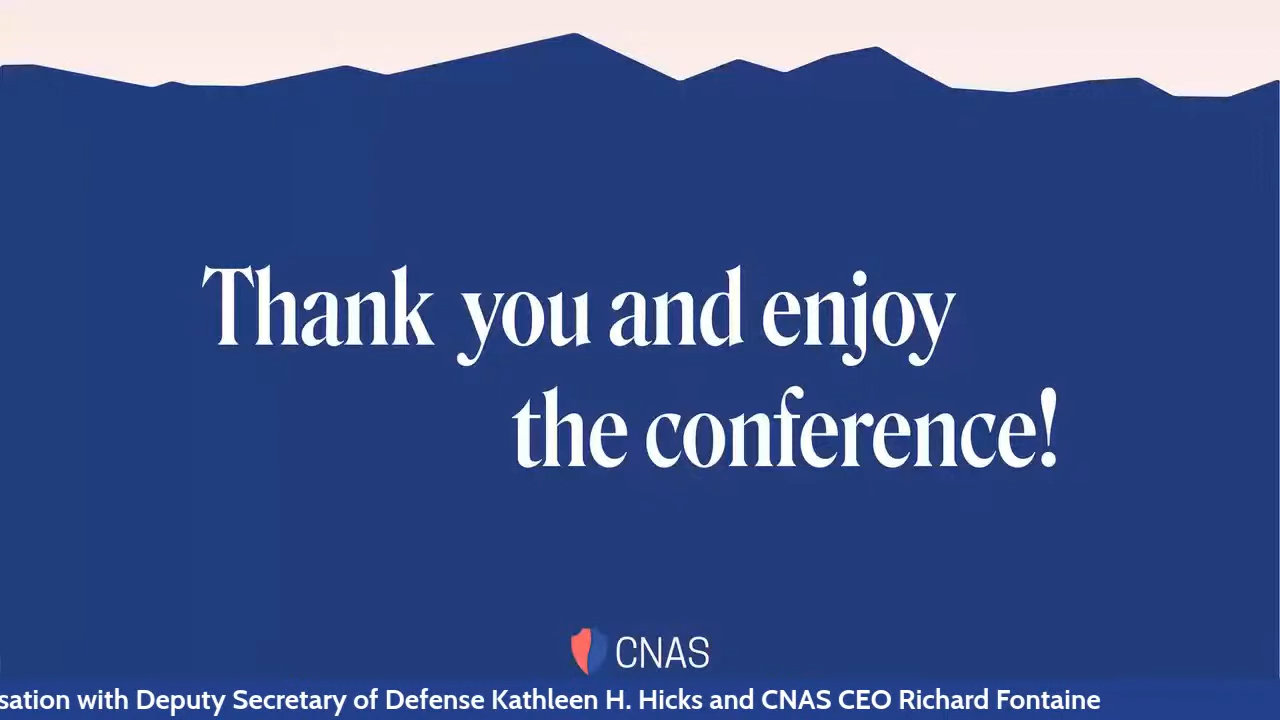 Thank you and enjoy
the conference!
CNAS
sation with Deputy Secretary of Defense Kathleen H. Hicks and CNAS CEO Richard Fontaine